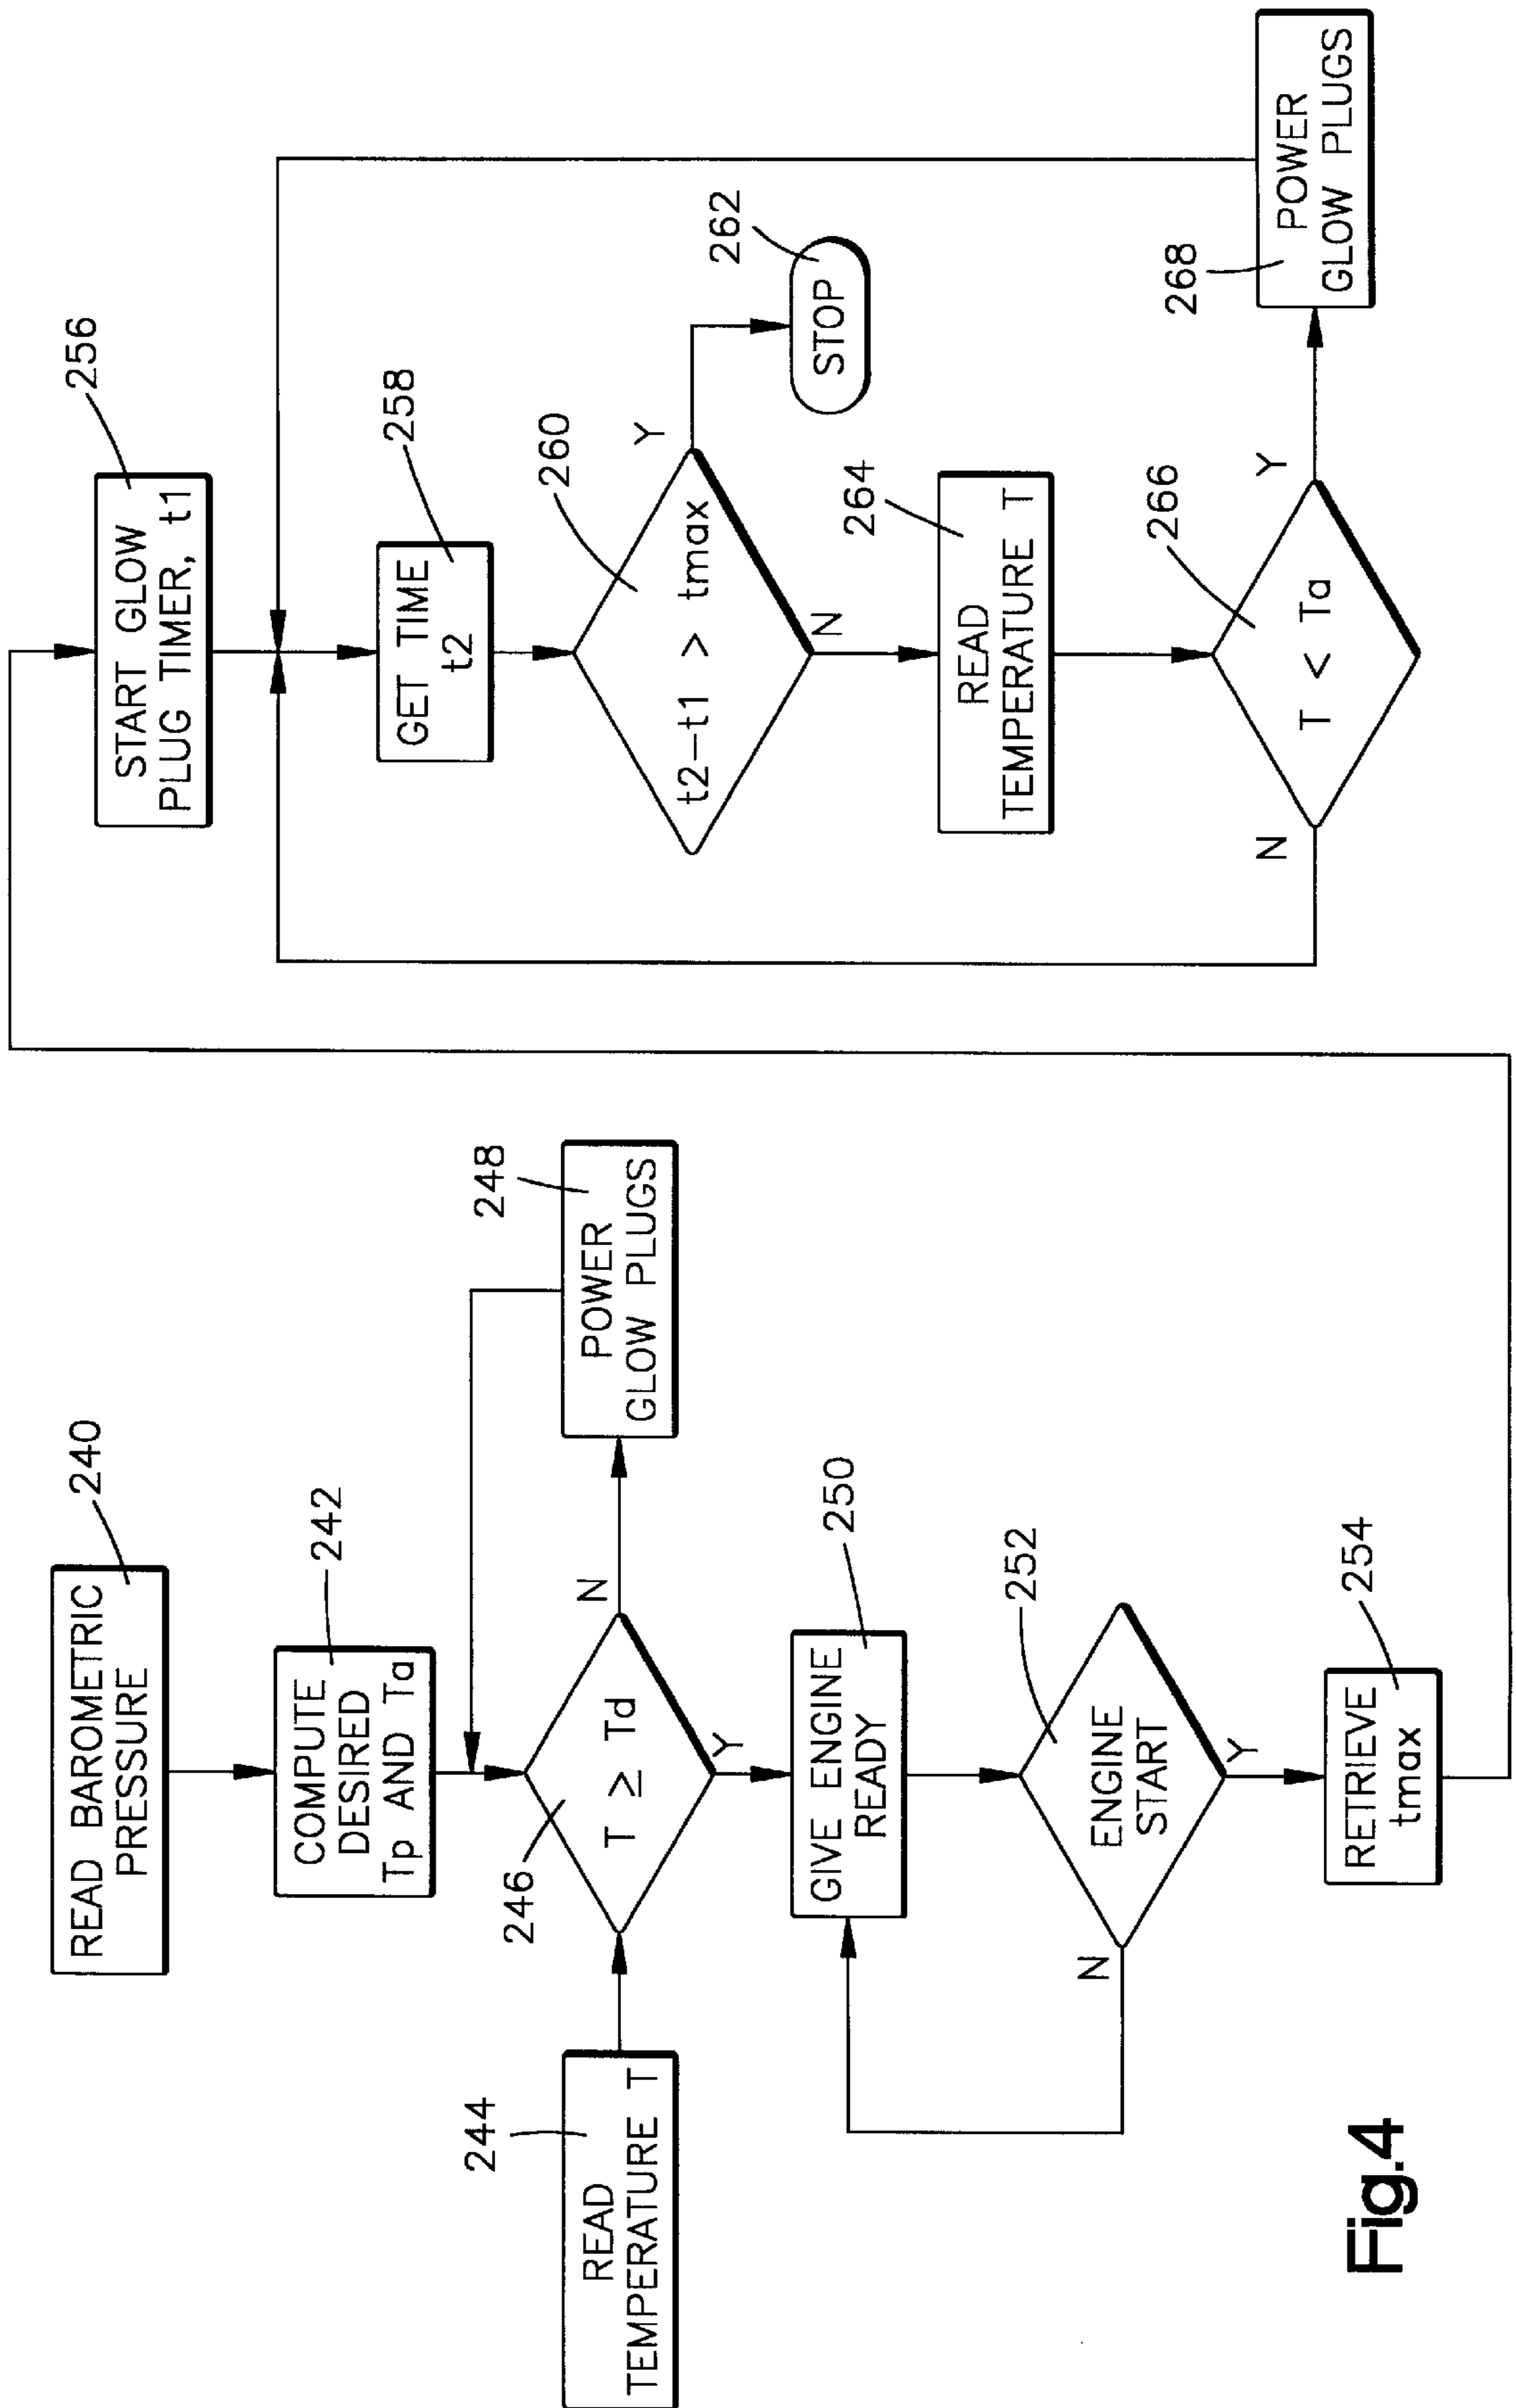 240
READ BAROMETRIC
PRESSURE
242
COMPUTE
DESIRED
Tp AND Ta
244
READ
TEMPERATURE T
246
T ≥ Td
N
Y
248
POWER
GLOW PLUGS
250
GIVE ENGINE
READY
252
ENGINE
START
N
Y
254
RETRIEVE
tmax
256
START GLOW
PLUG TIMER, t1
258
GET TIME
t2
260
t2-t1 > tmax
Y
N
262
STOP
264
READ
TEMPERATURE T
266
T < Ta
N
Y
268
POWER
GLOW PLUGS
Fig.4